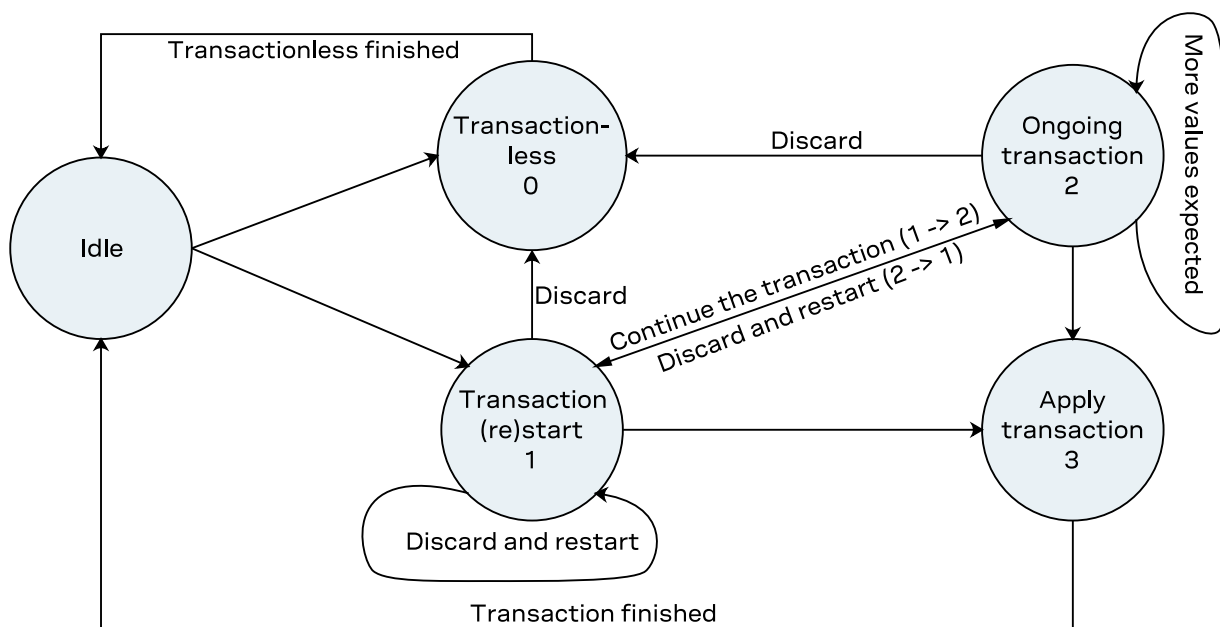 Transactionless finished
Transaction-
less
0
Ongoing
transaction
2
More values expected
Discard
Idle
Continue the transaction (1 -> 2)
Discard and restart (2 -> 1)
Discard
Transaction
(re)start
1
Apply
transaction
3
Discard and restart
Transaction finished